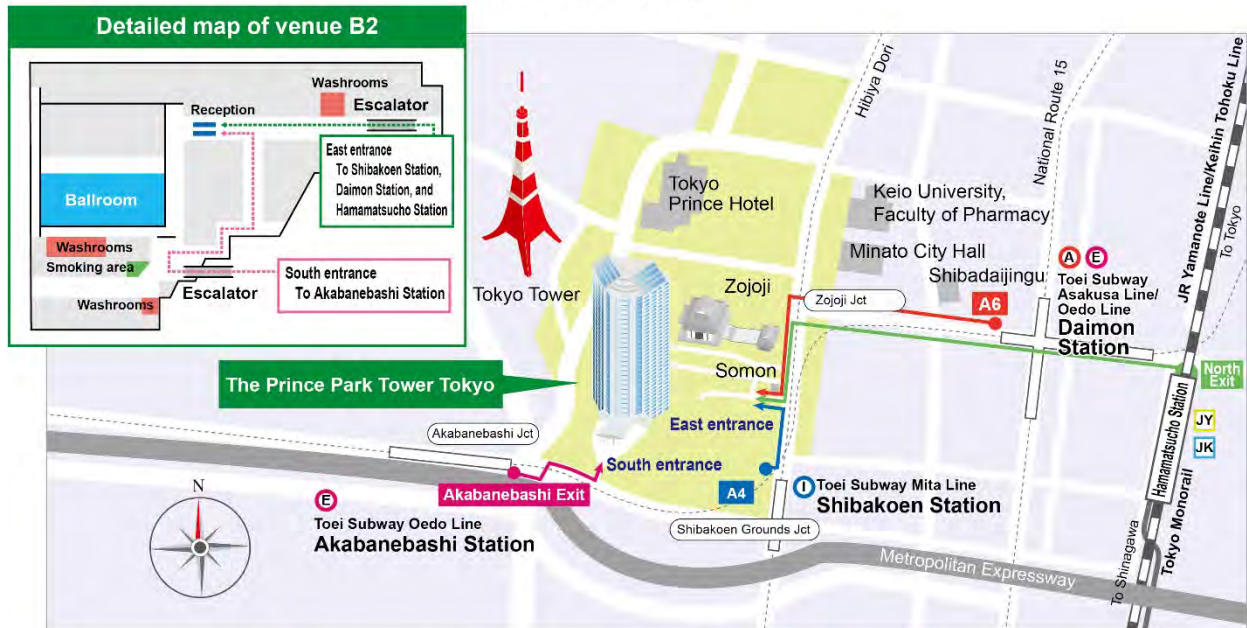 Detailed map of venue B2
Washrooms
Escalator
Reception
East entrance
To Shibakoen Station,
Daimon Station, and
Hamamatsucho Station
Ballroom
Washrooms
Smoking area
Escalator
Washrooms
South entrance
To Akabanebashi Station
Tokyo Tower
Tokyo
Prince Hotel
Hibiya Dori
National Route 15
JR Yamanote Line/Keihin Tohoku Line
To Tokyo
Keio University,
Faculty of Pharmacy
Minato City Hall
Shibadaijingu
A E
Toei Subway
Asakusa Line/
Oedo Line
Daimon
Station
Zojoji
Zojoji Jct
A6
Somon
North
Exit
The Prince Park Tower Tokyo
East entrance
South entrance
Akabanebashi Jct
Akabanebashi Exit
A4
I
Toei Subway Mita Line
Shibakoen Station
Shibakoen Grounds Jct
Hamamatsucho Station
JY
JK
Tokyo Monorail
To Shinagawa
Metropolitan Expressway
N
E
Toei Subway Oedo Line
Akabanebashi Station